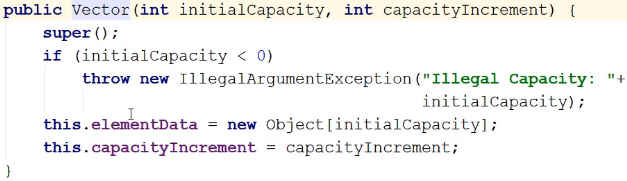 public Vector(int initialCapacity, int capacityIncrement) {
    super();
    if (initialCapacity < 0)
        throw new IllegalArgumentException("Illegal Capacity: "+
                                           initialCapacity);
    this.elementData = new Object[initialCapacity];
    this.capacityIncrement = capacityIncrement;
}